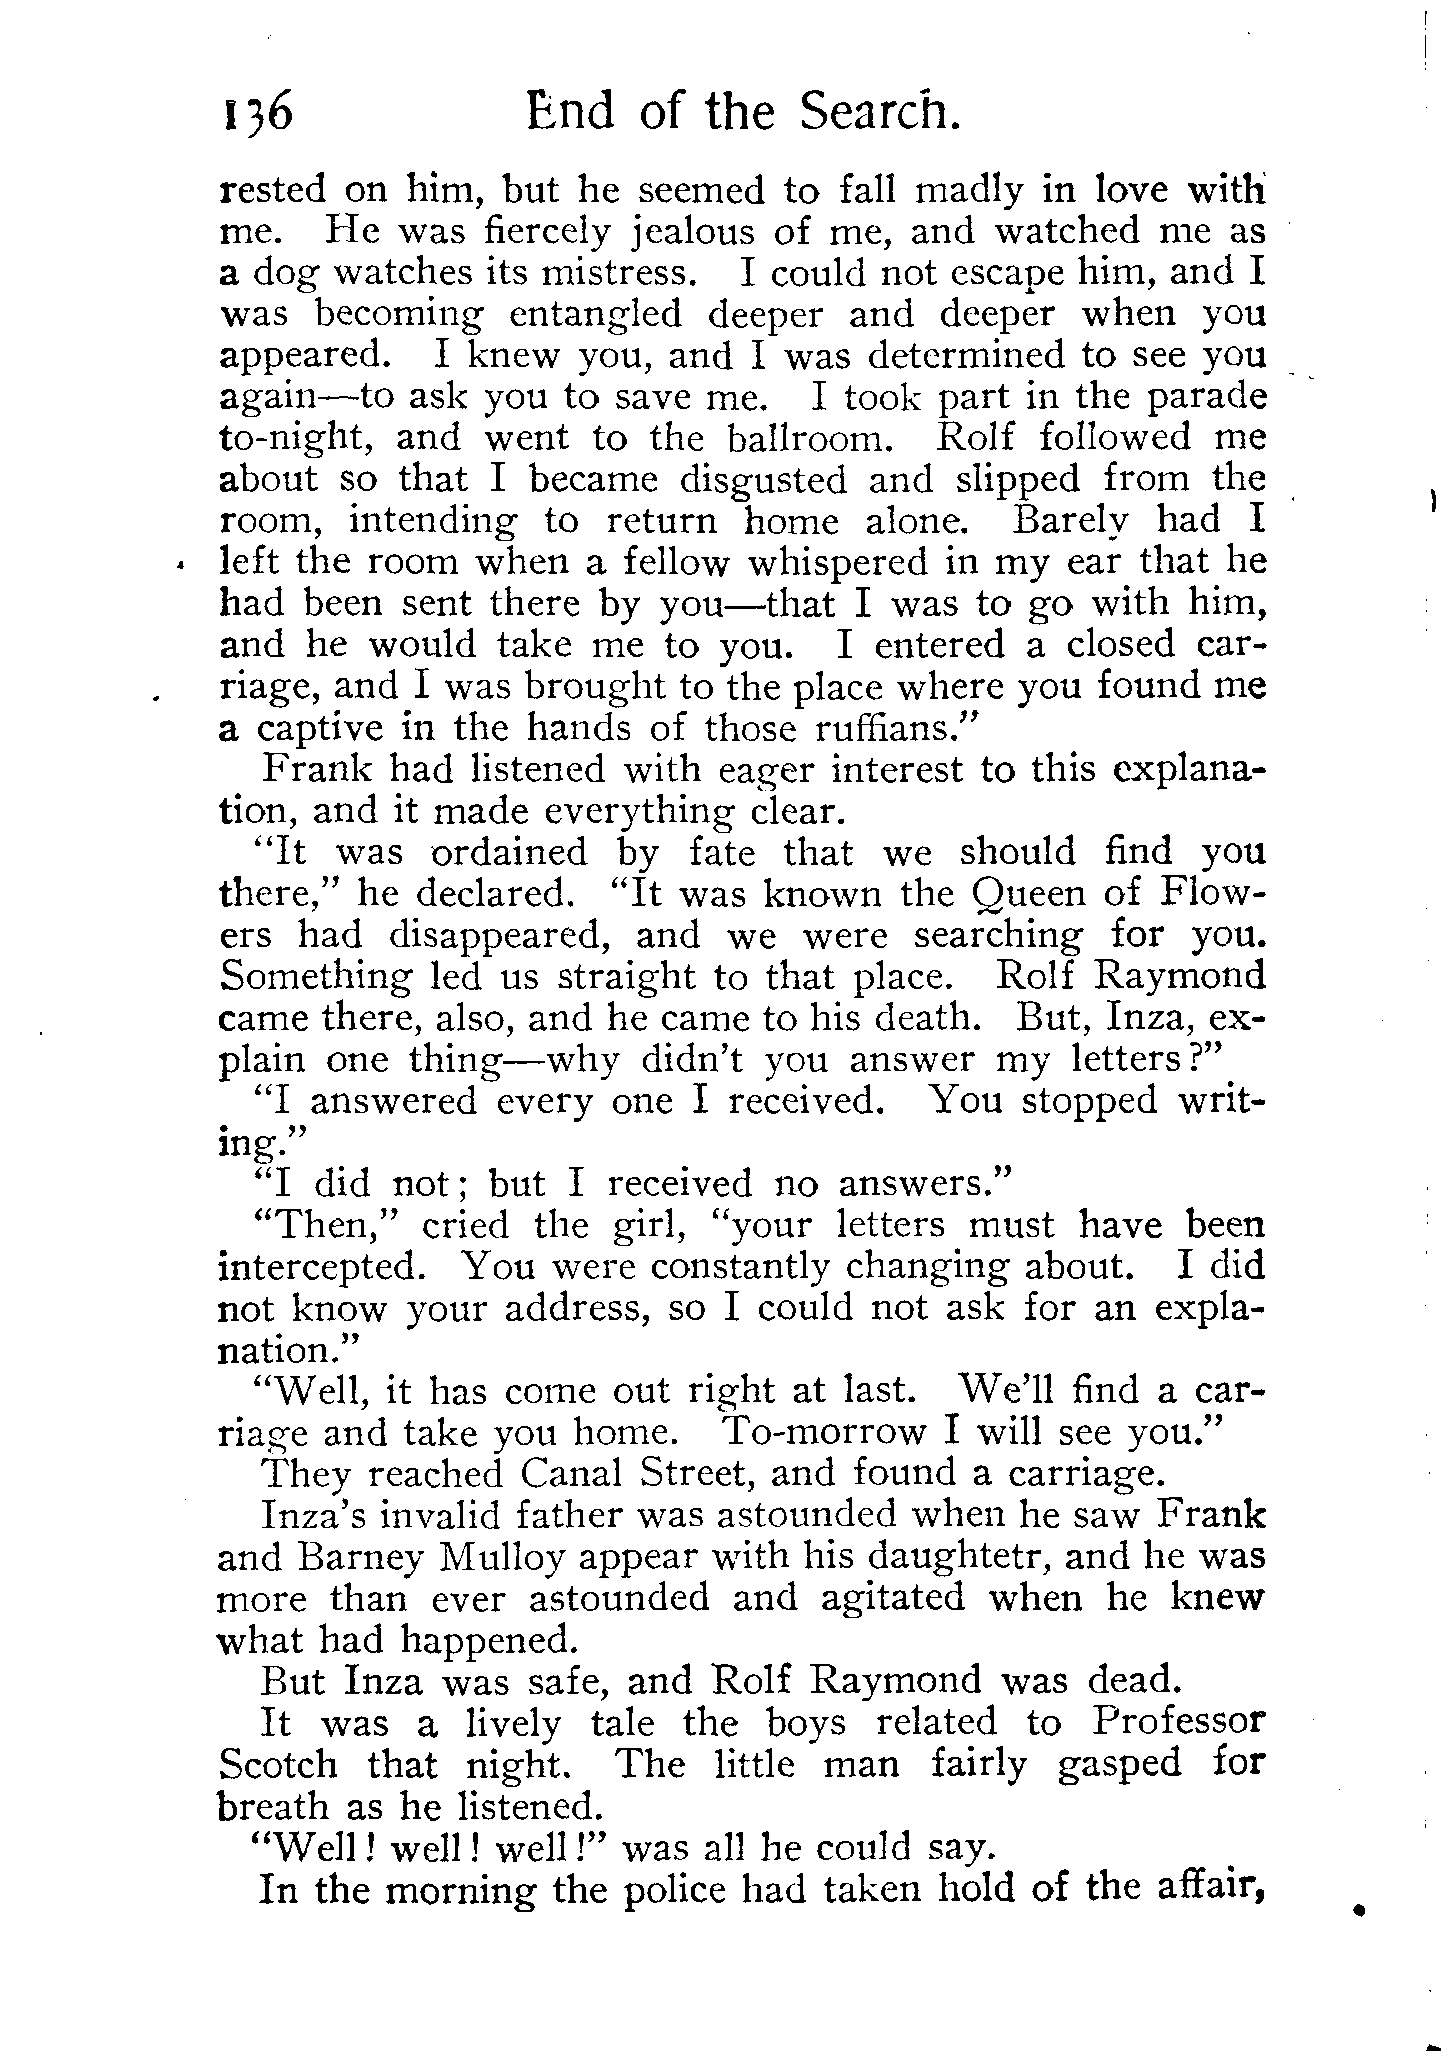 136 End of the Search.
rested on him, but he seemed to fall madly in love with
me. He was fiercely jealous of me, and watched me as
a dog watches its mistress. I could not escape him, and I
was becoming entangled deeper and deeper when you
appeared. I knew you, and I was determined to see you
again—to ask you to save me. I took part in the parade
to-night, and went to the ballroom. Rolf followed me
about so that I became disgusted and slipped from the
room, intending to return home alone. Barely had I
left the room when a fellow whispered in my ear that he
had been sent there by you—that I was to go with him,
and he would take me to you. I entered a closed car-
riage, and I was brought to the place where you found me
a captive in the hands of those ruffians.”
Frank had listened with eager interest to this explana-
tion, and it made everything clear.
“It was ordained by fate that we should find you
there,” he declared. “It was known the Queen of Flow-
ers had disappeared, and we were searching for you.
Something led us straight to that place. Rolf Raymond
came there, also, and he came to his death. But, Inza, ex-
plain one thing—why didn’t you answer my letters?”
“I answered every one I received. You stopped writ-
ing.”
“I did not; but I received no answers.”
“Then,” cried the girl, “your letters must have been
intercepted. You were constantly changing about. I did
not know your address, so I could not ask for an expla-
nation.”
“Well, it has come out right at last. We’ll find a car-
riage and take you home. To-morrow I will see you.”
They reached Canal Street, and found a carriage.
Inza’s invalid father was astounded when he saw Frank
and Barney Mulloy appear with his daughtetr, and he was
more than ever astounded and agitated when he knew
what had happened.
But Inza was safe, and Rolf Raymond was dead.
It was a lively tale the boys related to Professor
Scotch that night. The little man fairly gasped for
breath as he listened.
“Well! well! well!” was all he could say.
In the morning the police had taken hold of the affair,